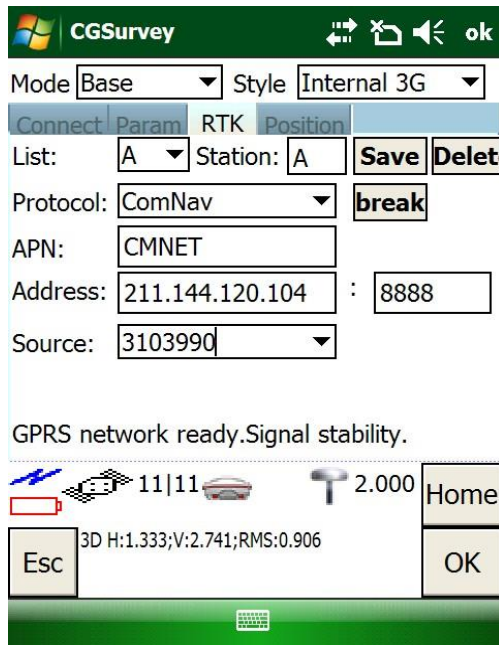 CGSurvey ok
Mode Base Style Internal 3G
Connect Param RTK Position
List: A Station: A Save Delet
Protocol: ComNav break
APN: CMNET
Address: 211.144.120.104 : 8888
Source: 3103990
GPRS network ready.Signal stability.
11|11 2.000 Home
Esc 3D H:1.333;V:2.741;RMS:0.906 OK